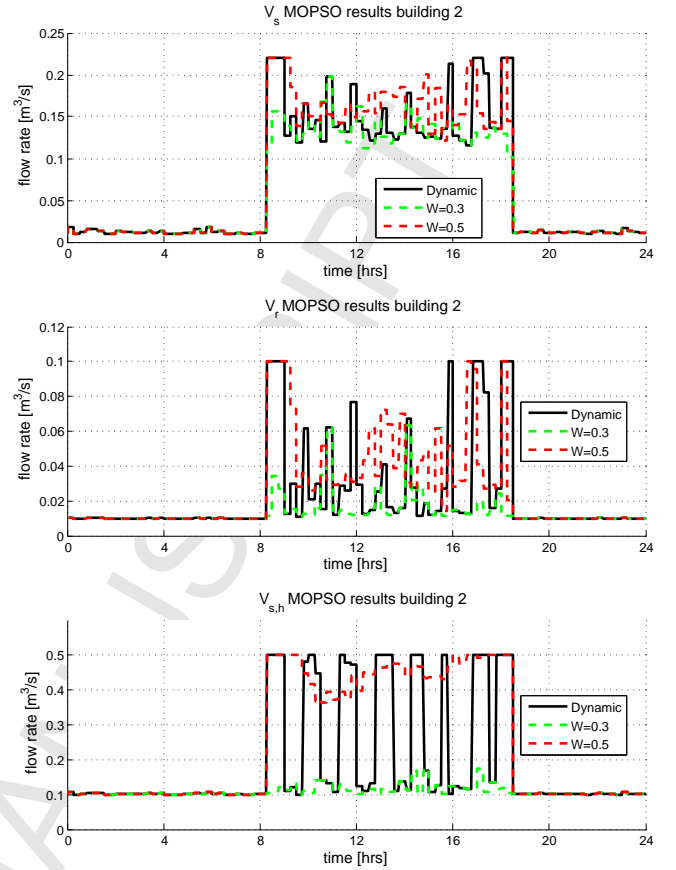 V_s MOPSO results building 2
0.25
0.2
0.15
0.1
0.05
0
flow rate [m³/s]
Dynamic
W=0.3
W=0.5
0 4 8 12 16 20 24
time [hrs]
V_r MOPSO results building 2
0.12
0.1
0.08
0.06
0.04
0.02
0
flow rate [m³/s]
Dynamic
W=0.3
W=0.5
0 4 8 12 16 20 24
time [hrs]
V_s,h MOPSO results building 2
0.5
0.4
0.3
0.2
0.1
0
flow rate [m³/s]
Dynamic
W=0.3
W=0.5
0 4 8 12 16 20 24
time [hrs]